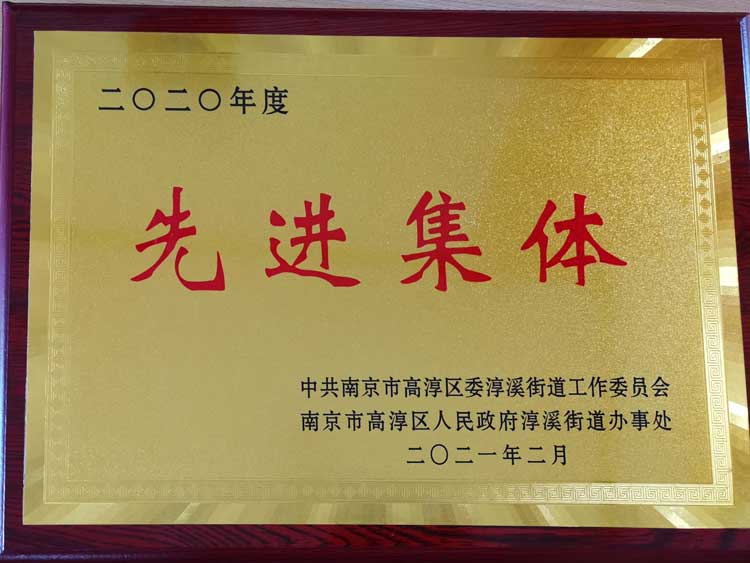 二〇二〇年度
先进集体
中共南京市高淳区委淳溪街道工作委员会
南京市高淳区人民政府淳溪街道办事处
二〇二一年二月